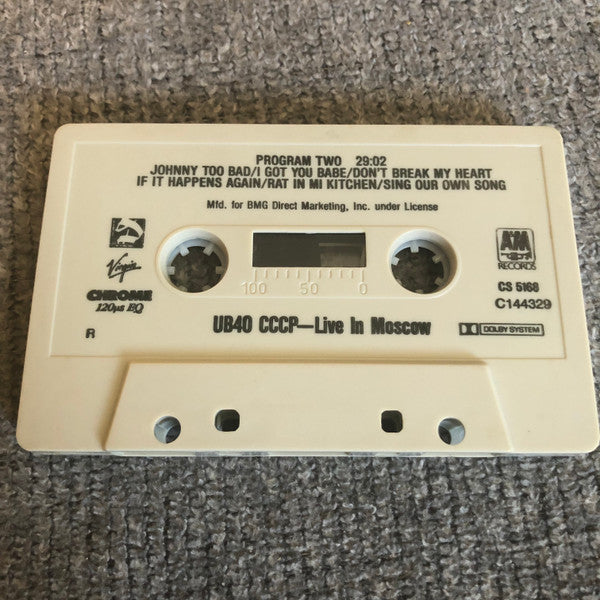 PROGRAM TWO 29:02
JOHNNY TOO BAD/I GOT YOU BABE/DON'T BREAK MY HEART
IF IT HAPPENS AGAIN/RAT IN MI KITCHEN/SING OUR OWN SONG
Mfd. for BMG Direct Marketing, Inc. under License
Virgin
A&M
RECORDS
100 50 0
CHROME
120µs EQ
CS 5168
C144329
R
UB40 CCCP—Live In Moscow
DOLBY SYSTEM